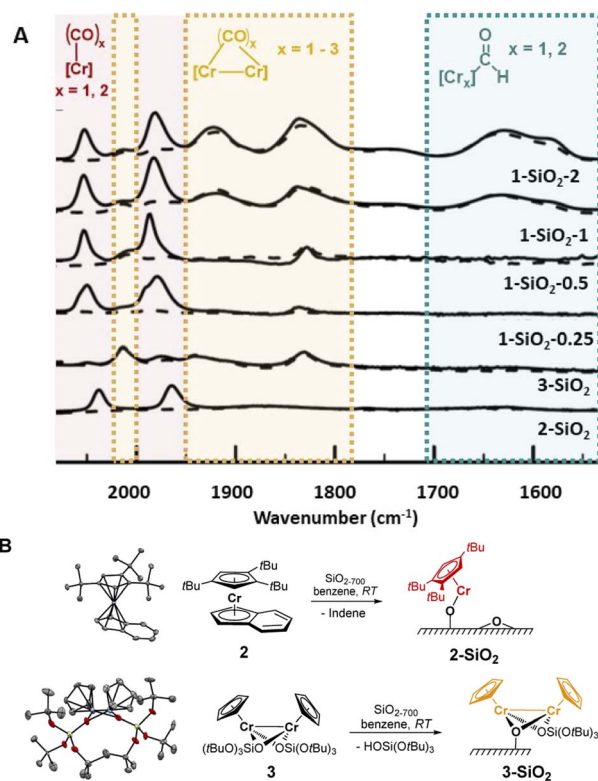 A
(CO)x
[Cr]
x = 1, 2
(CO)x
[Cr Cr]
x = 1 - 3
O
C
[Crx] H
x = 1, 2
1-SiO2-2
1-SiO2-1
1-SiO2-0.5
1-SiO2-0.25
3-SiO2
2-SiO2
2000 1900 1800 1700 1600
Wavenumber (cm-1)
B
tBu
tBu
tBu
Cr
2
SiO2-700
benzene, RT
- Indene
tBu
Cr
tBu
tBu
O
O
2-SiO2
Cr Cr
(tBuO)3SiO OSi(OtBu)3
3
SiO2-700
benzene, RT
- HOSi(OtBu)3
Cr Cr
O OSi(OtBu)3
3-SiO2